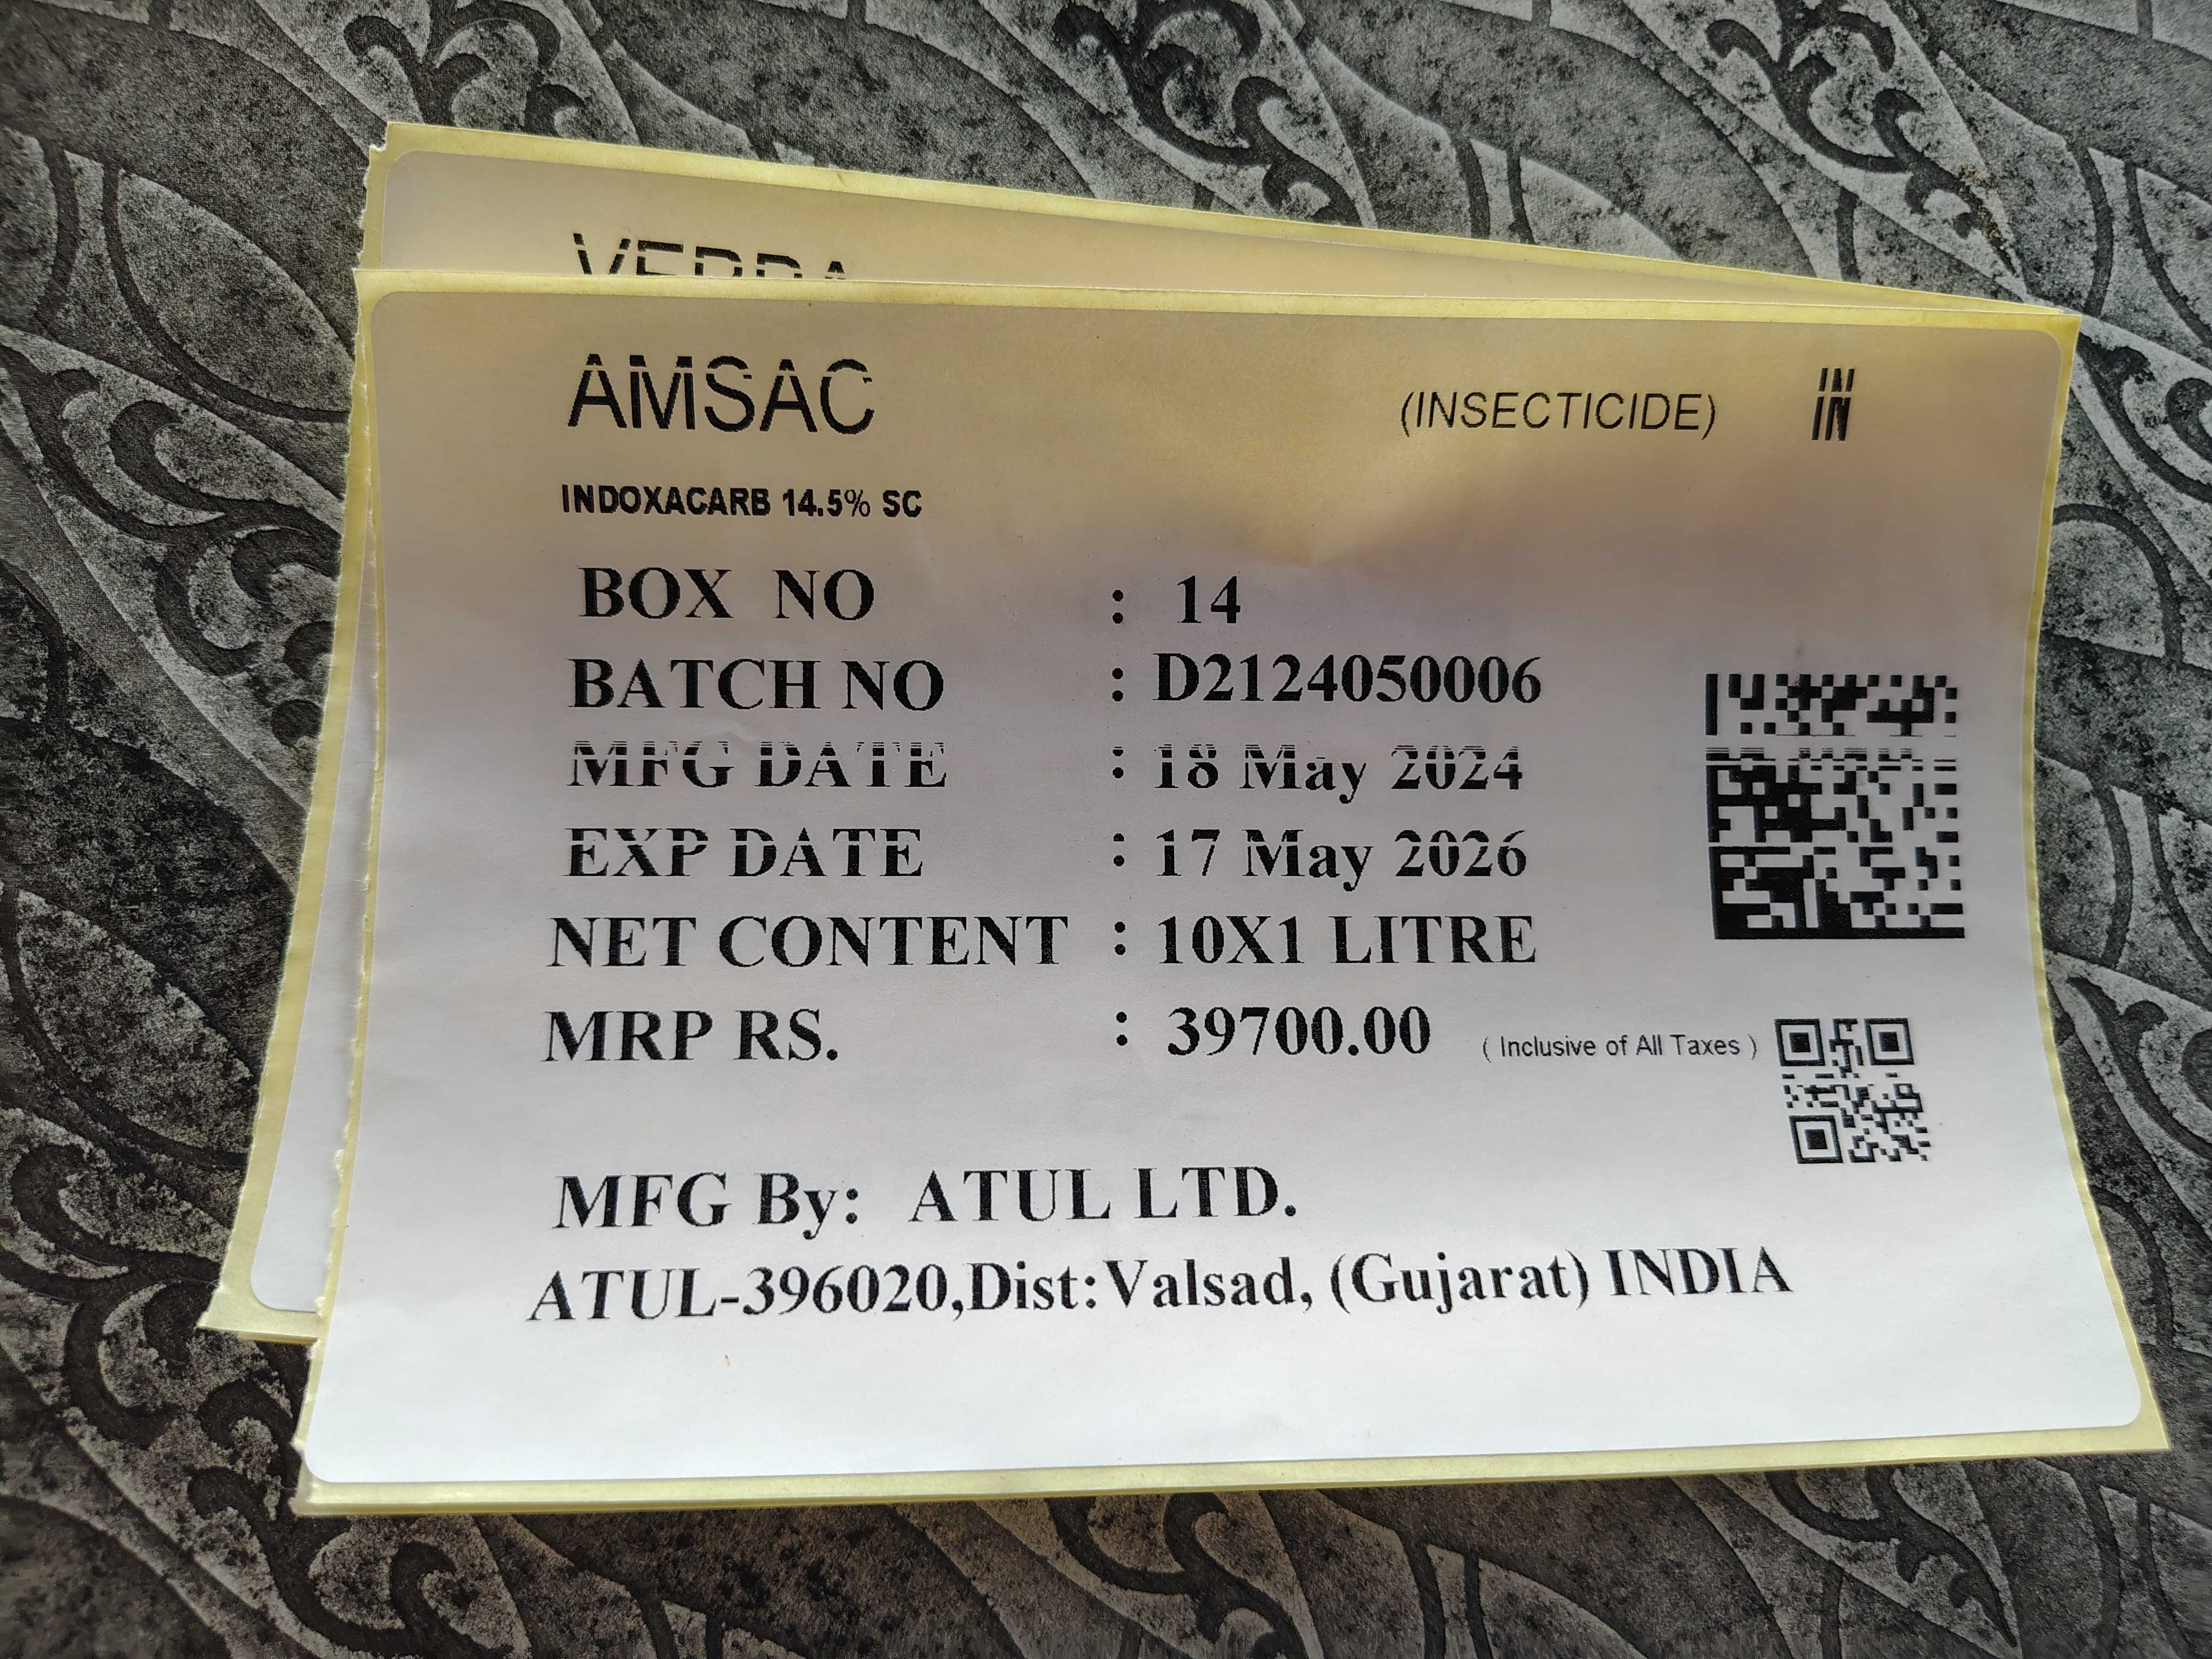 AMSAC (INSECTICIDE) IN
INDOXACARB 14.5% SC
BOX NO : 14
BATCH NO : D2124050006
MFG DATE : 18 May 2024
EXP DATE : 17 May 2026
NET CONTENT : 10X1 LITRE
MRP RS. : 39700.00 ( Inclusive of All Taxes )
MFG By: ATUL LTD.
ATUL-396020,Dist:Valsad, (Gujarat) INDIA